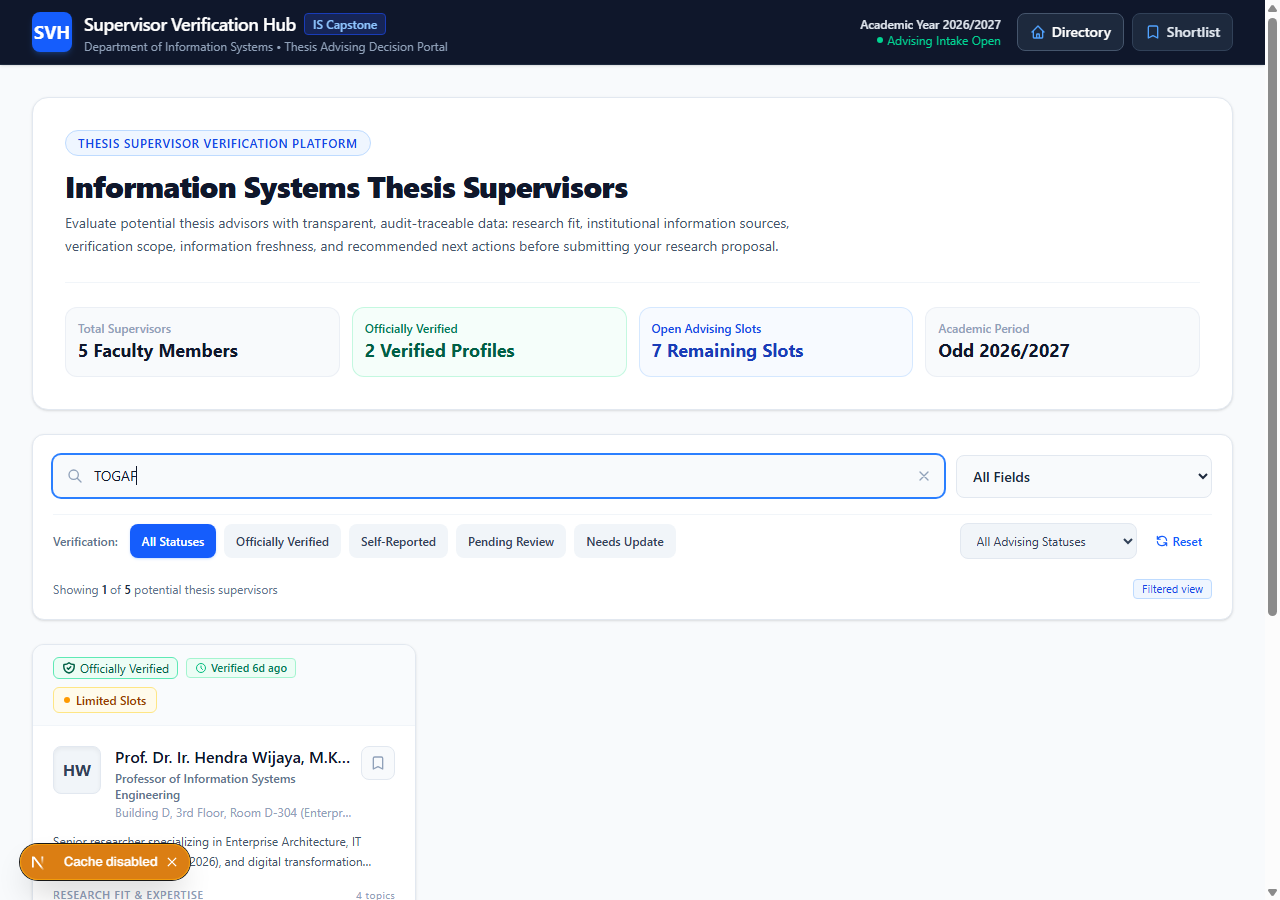 SVH
Supervisor Verification Hub
IS Capstone
Department of Information Systems • Thesis Advising Decision Portal
Academic Year 2026/2027
Advising Intake Open
Directory
Shortlist
THESIS SUPERVISOR VERIFICATION PLATFORM
Information Systems Thesis Supervisors
Evaluate potential thesis advisors with transparent, audit-traceable data: research fit, institutional information sources,
verification scope, information freshness, and recommended next actions before submitting your research proposal.
Total Supervisors
5 Faculty Members
Officially Verified
2 Verified Profiles
Open Advising Slots
7 Remaining Slots
Academic Period
Odd 2026/2027
TOGAF
All Fields
Verification:
All Statuses
Officially Verified
Self-Reported
Pending Review
Needs Update
All Advising Statuses
Reset
Showing 1 of 5 potential thesis supervisors
Filtered view
Officially Verified
Verified 6d ago
Limited Slots
HW
Prof. Dr. Ir. Hendra Wijaya, M.K...
Professor of Information Systems
Engineering
Building D, 3rd Floor, Room D-304 (Enterpr...
Senior researcher specializing in Enterprise Architecture, IT
2026), and digital transformation...
Cache disabled
RESEARCH FIT & EXPERTISE
4 topics